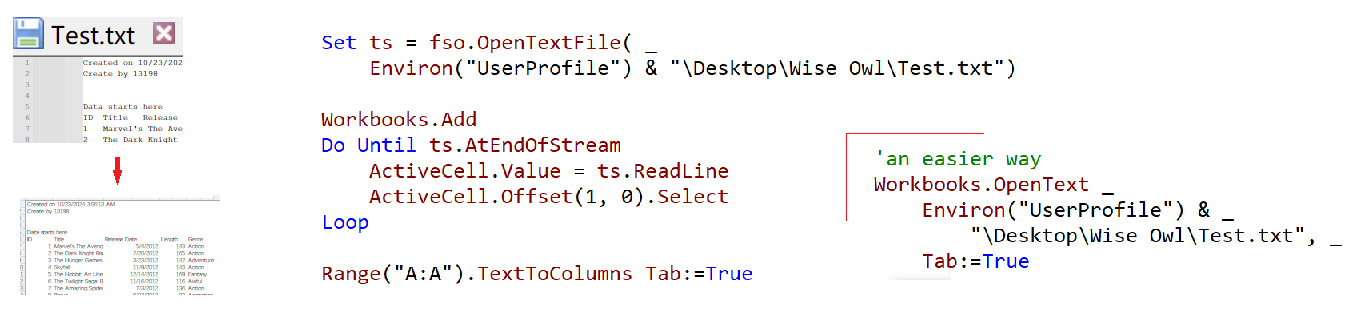 Test.txt
1 Created on 10/23/202
2 Create by 13198
3
4
5 Data starts here
6 ID Title Release
7 1 Marvel's The Ave
8 2 The Dark Knight
Created on 10/23/2024 3:06:13 AM
Create by 13198
Data starts here
ID Title Release Date Length Genre
1 Marvel's The Aveng 5/4/2012 143 Action
2 The Dark Knight 7/20/2012 165 Action
3 The Hunger Games 3/23/2012 142 Adventure
4 Skyfall 11/9/2012 143 Action
5 The Hobbit: An Une 12/14/2012 169 Fantasy
6 The Twilight Saga: B 11/16/2012 116 Awful
7 The Amazing Spider 7/3/2012 136 Action
Set ts = fso.OpenTextFile( _
Environ("UserProfile") & "\Desktop\Wise Owl\Test.txt")
Workbooks.Add
Do Until ts.AtEndOfStream
ActiveCell.Value = ts.ReadLine
ActiveCell.Offset(1, 0).Select
Loop
Range("A:A").TextToColumns Tab:=True
'an easier way
Workbooks.OpenText _
Environ("UserProfile") & _
"\Desktop\Wise Owl\Test.txt", _
Tab:=True